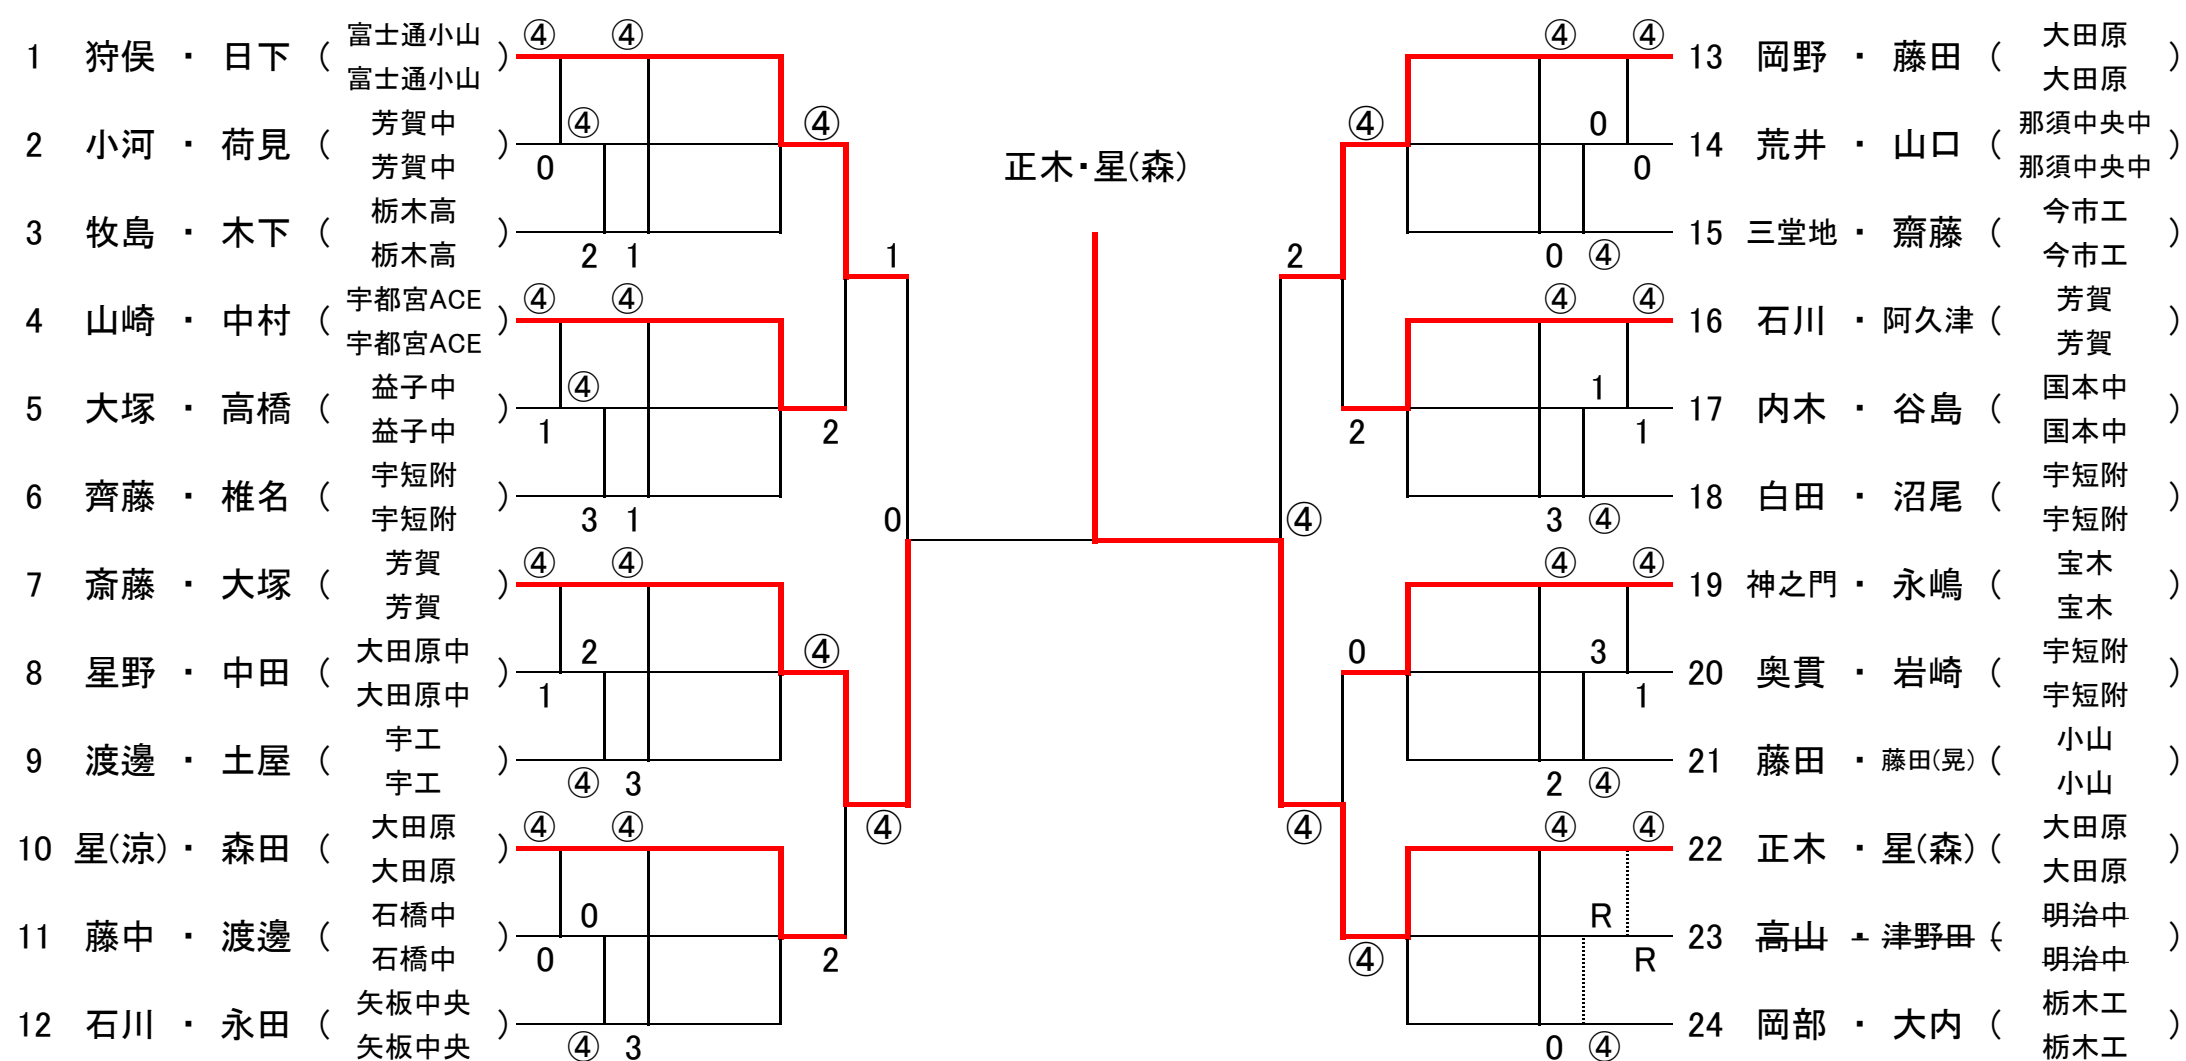 富士通小山 ④ ④
1 狩俣 ・ 日下 ( )
富士通小山
芳賀中 ④ ④
2 小河 ・ 荷見 ( )
芳賀中 0
栃木高
3 牧島 ・ 木下 ( ) 1
栃木高 2 1
宇都宮ACE ④ ④
4 山崎 ・ 中村 ( )
宇都宮ACE
益子中 ④
5 大塚 ・ 高橋 ( )
益子中 1 2
宇短附
6 齊藤 ・ 椎名 ( )
宇短附 3 1 0
芳賀 ④ ④
7 斎藤 ・ 大塚 ( )
芳賀
大田原中 2 ④
8 星野 ・ 中田 ( )
大田原中 1
宇工
9 渡邊 ・ 土屋 ( )
宇工 ④ 3
大田原 ④ ④ ④
10 星(涼) ・ 森田 ( )
大田原
石橋中 0
11 藤中 ・ 渡邊 ( )
石橋中 0 2
矢板中央
12 石川 ・ 永田 ( )
矢板中央 ④ 3
正木・星(森)
④ ④ 大田原
13 岡野 ・ 藤田 ( )
大田原
④ 0 那須中央中
14 荒井 ・ 山口 ( )
0 那須中央中
今市工
15 三堂地 ・ 齋藤 ( )
2 0 ④ 今市工
④ ④ 芳賀
16 石川 ・ 阿久津 ( )
芳賀
1 国本中
17 内木 ・ 谷島 ( )
2 1 国本中
宇短附
18 白田 ・ 沼尾 ( )
④ 3 ④ 宇短附
④ ④ 宝木
19 神之門 ・ 永嶋 ( )
宝木
0 3 宇短附
20 奥貫 ・ 岩崎 ( )
1 宇短附
小山
21 藤田 ・ 藤田(晃) ( )
2 ④ 小山
④ ④ ④ 大田原
22 正木 ・ 星(森) ( )
大田原
R 明治中
23 高山 ・ 津野田 ( )
④ R 明治中
栃木工
24 岡部 ・ 大内 ( )
0 ④ 栃木工